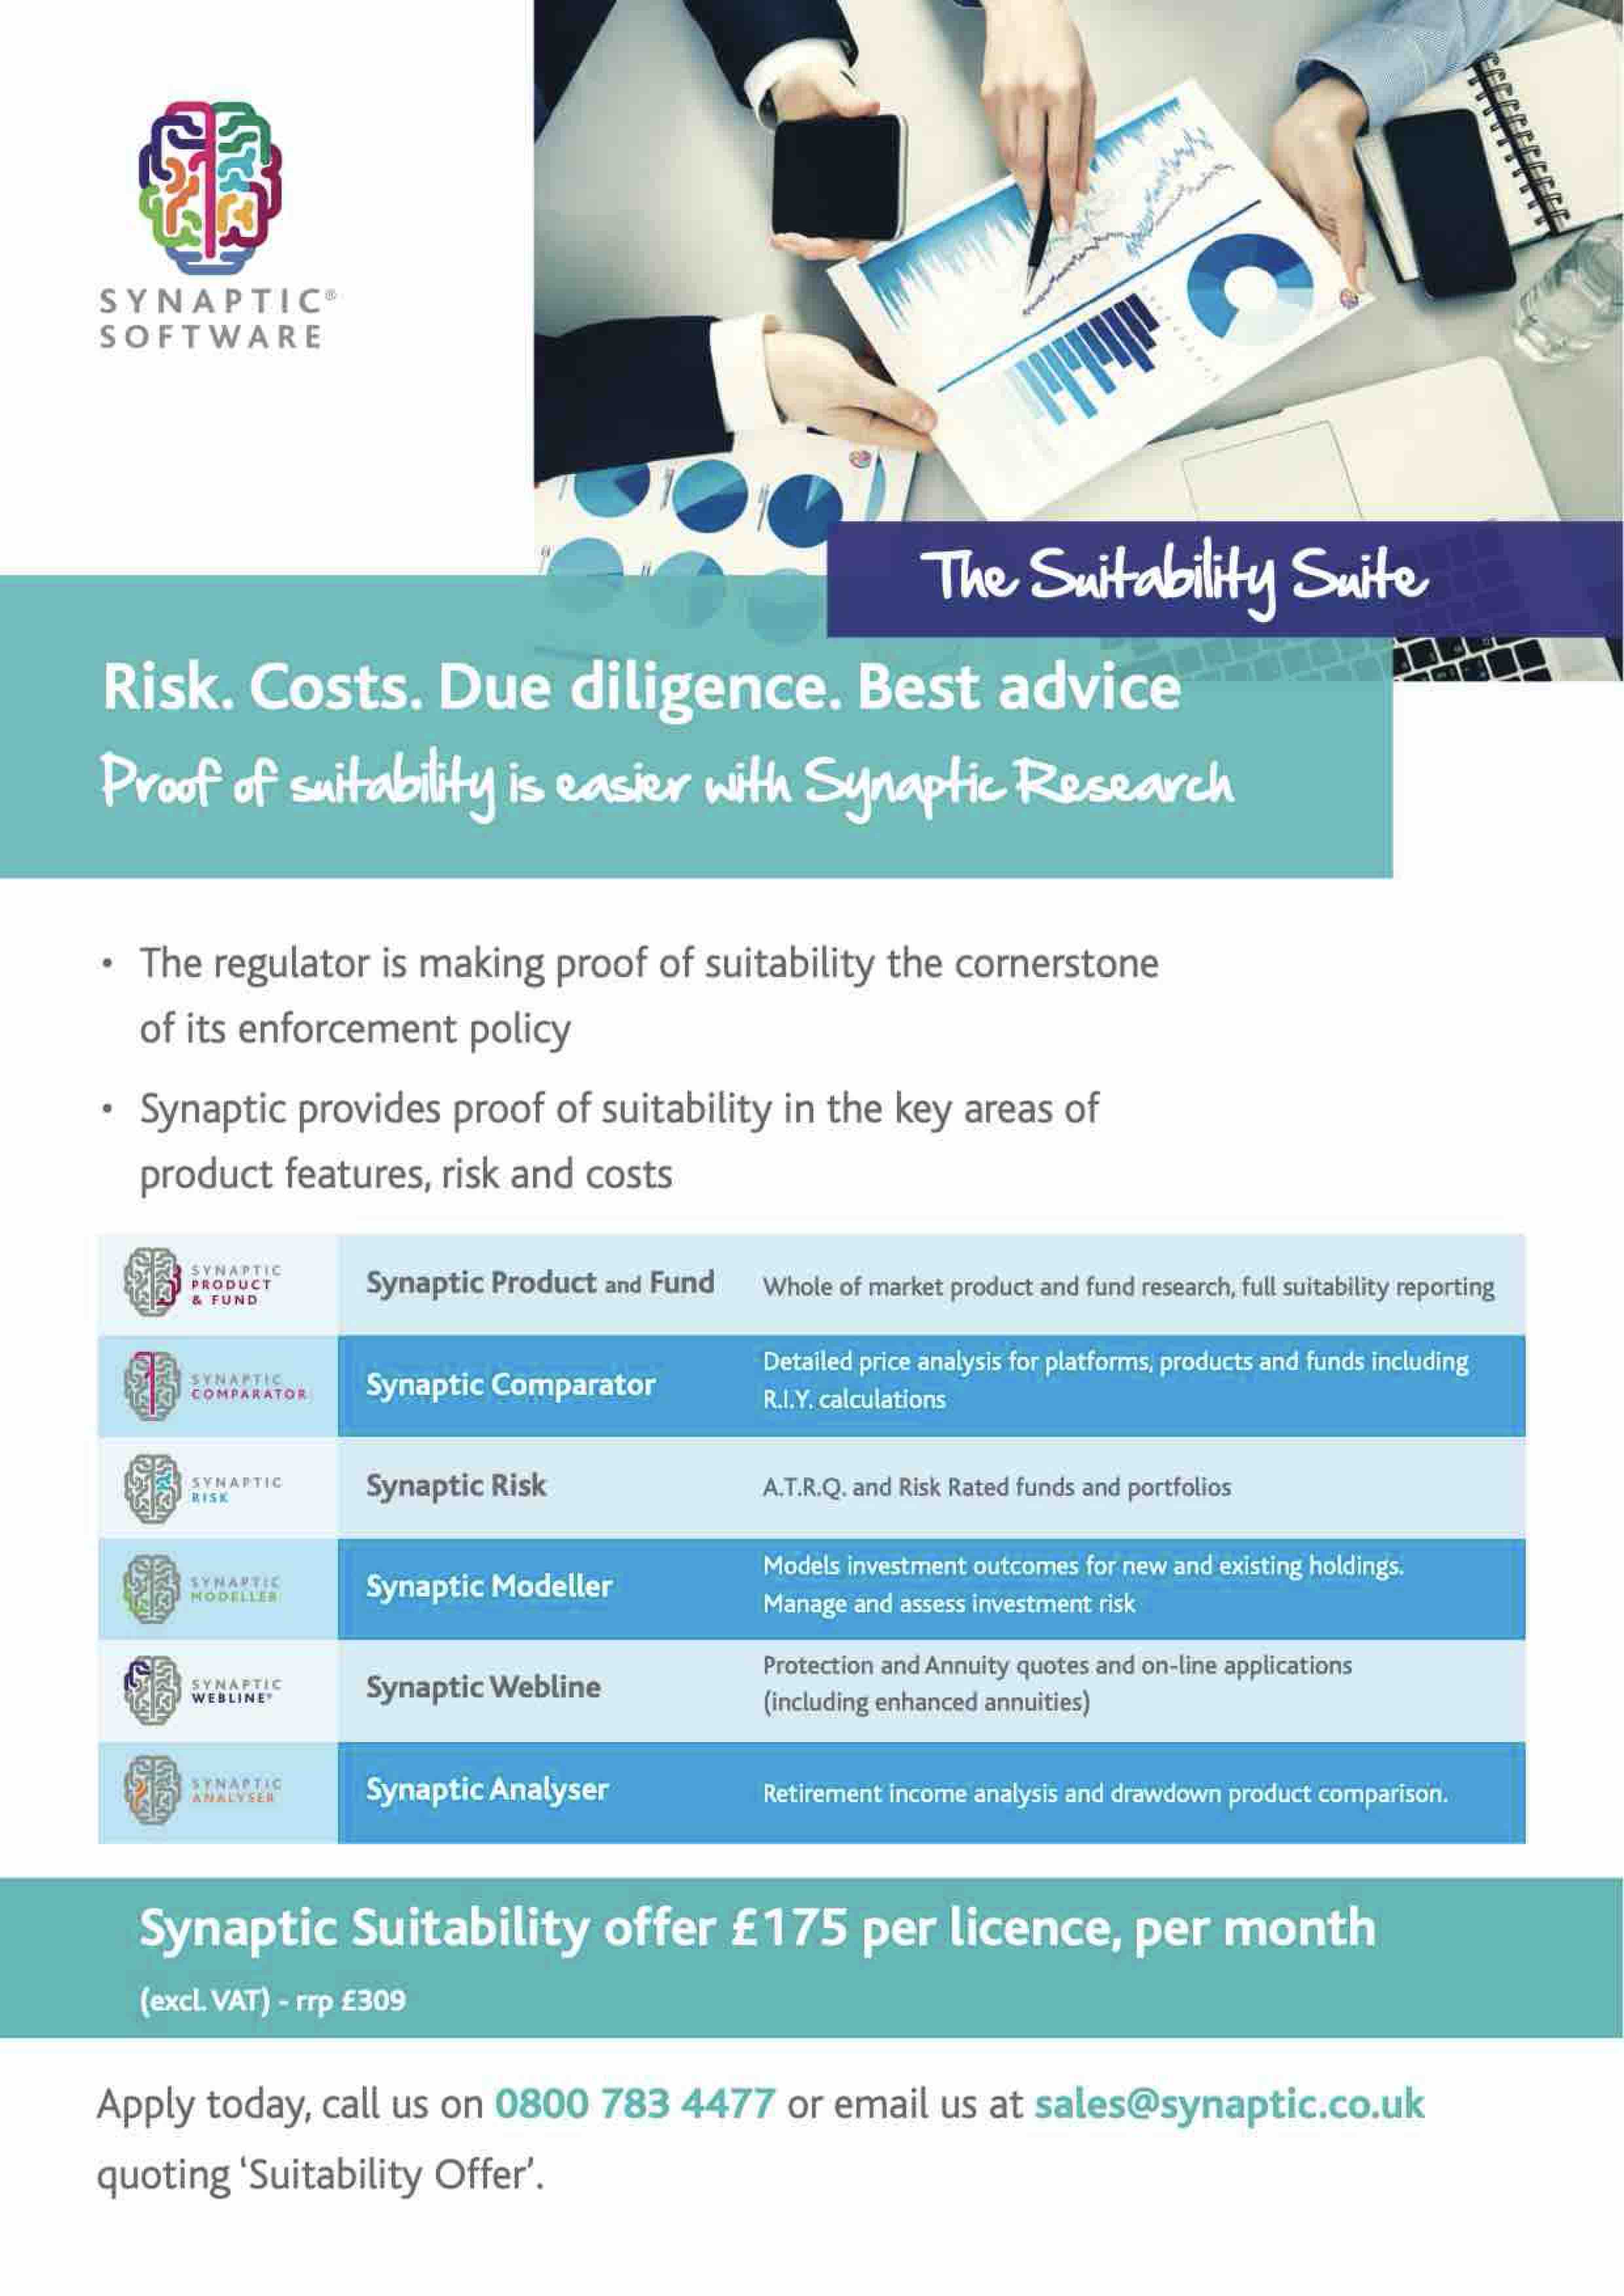 SYNAPTIC®
SOFTWARE
The Suitability Suite
Risk. Costs. Due diligence. Best advice
Proof of suitability is easier with Synaptic Research
• The regulator is making proof of suitability the cornerstone
of its enforcement policy
• Synaptic provides proof of suitability in the key areas of
product features, risk and costs
SYNAPTIC
PRODUCT
& FUND
Synaptic Product and Fund
Whole of market product and fund research, full suitability reporting
SYNAPTIC
COMPARATOR
Synaptic Comparator
Detailed price analysis for platforms, products and funds including
R.I.Y. calculations
SYNAPTIC
RISK
Synaptic Risk
A.T.R.Q. and Risk Rated funds and portfolios
SYNAPTIC
MODELLER
Synaptic Modeller
Models investment outcomes for new and existing holdings.
Manage and assess investment risk
SYNAPTIC
WEBLINE®
Synaptic Webline
Protection and Annuity quotes and on-line applications
(including enhanced annuities)
SYNAPTIC
ANALYSER
Synaptic Analyser
Retirement income analysis and drawdown product comparison.
Synaptic Suitability offer £175 per licence, per month
(excl. VAT) - rrp £309
Apply today, call us on 0800 783 4477 or email us at sales@synaptic.co.uk
quoting ‘Suitability Offer’.